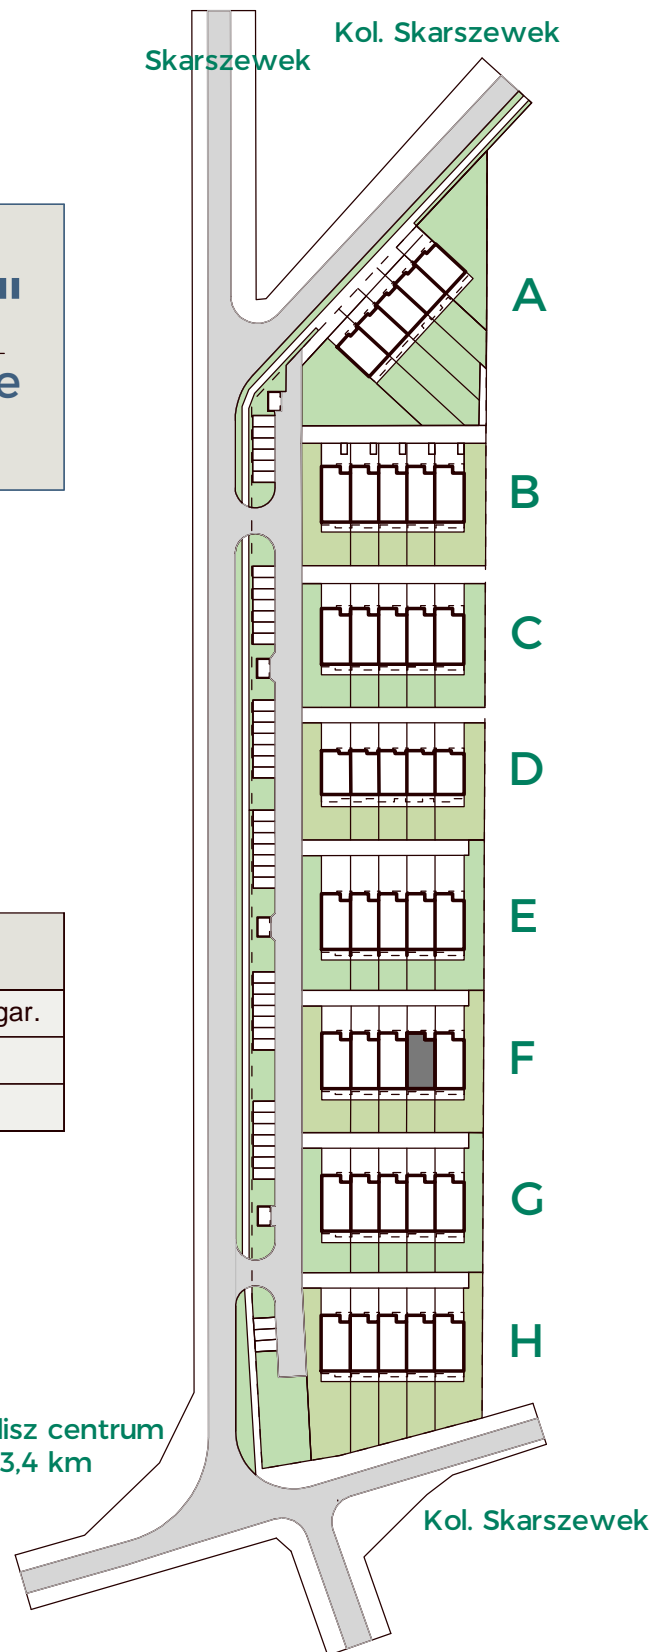 Kol. Skarszewek
Skarszewek
"
e
A
B
C
D
E
gar.
F
G
H
lisz centrum
3,4 km
Kol. Skarszewek